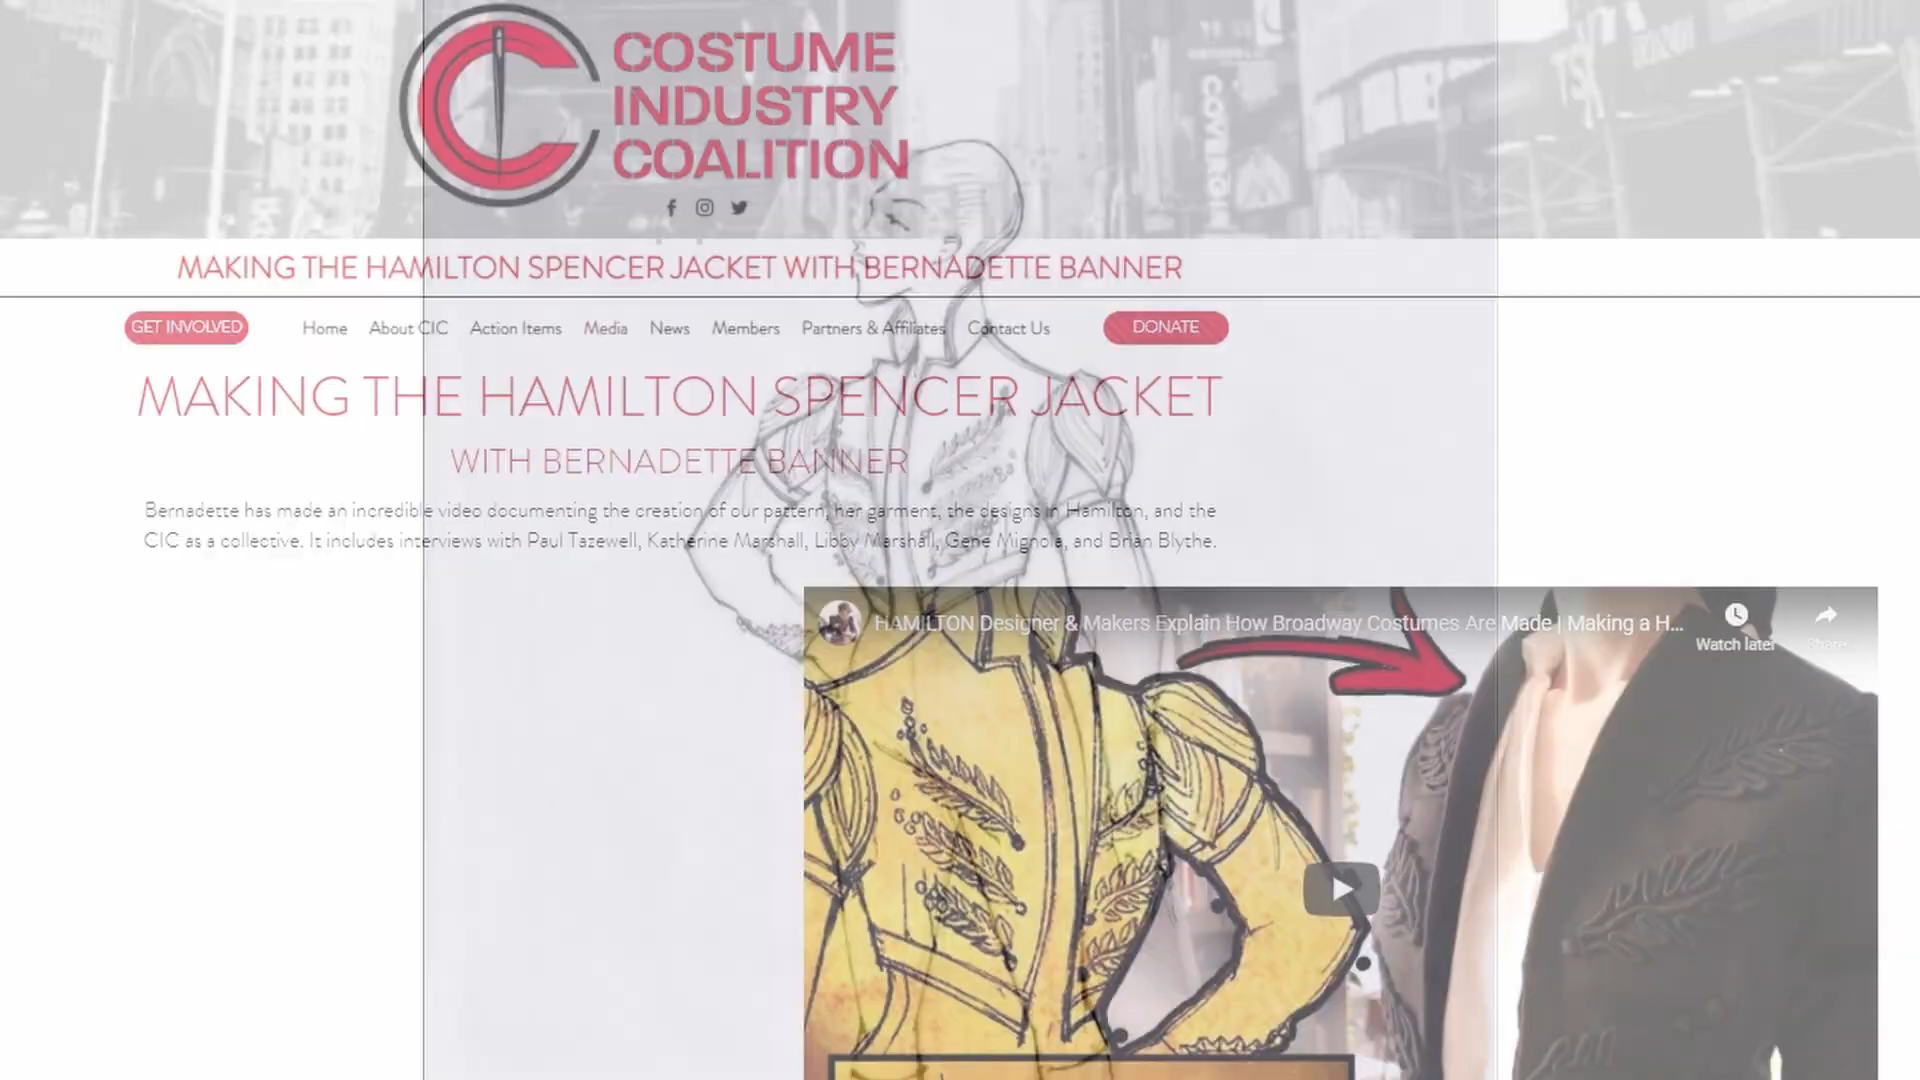 COSTUME
INDUSTRY
COALITION
MAKING THE HAMILTON SPENCER JACKET WITH BERNADETTE BANNER
GET INVOLVED Home About CIC Action Items Media News Members Partners & Affiliates Contact Us DONATE
MAKING THE HAMILTON SPENCER JACKET
WITH BERNADETTE BANNER
Bernadette has made an incredible video documenting the creation of our pattern, her garment, the designs in Hamilton, and the
CIC as a collective. It includes interviews with Paul Tazewell, Katherine Marshall, Libby Marshall, Gene Mignola, and Brian Blythe.
HAMILTON Designer & Makers Explain How Broadway Costumes Are Made | Making a H...
Watch later Share